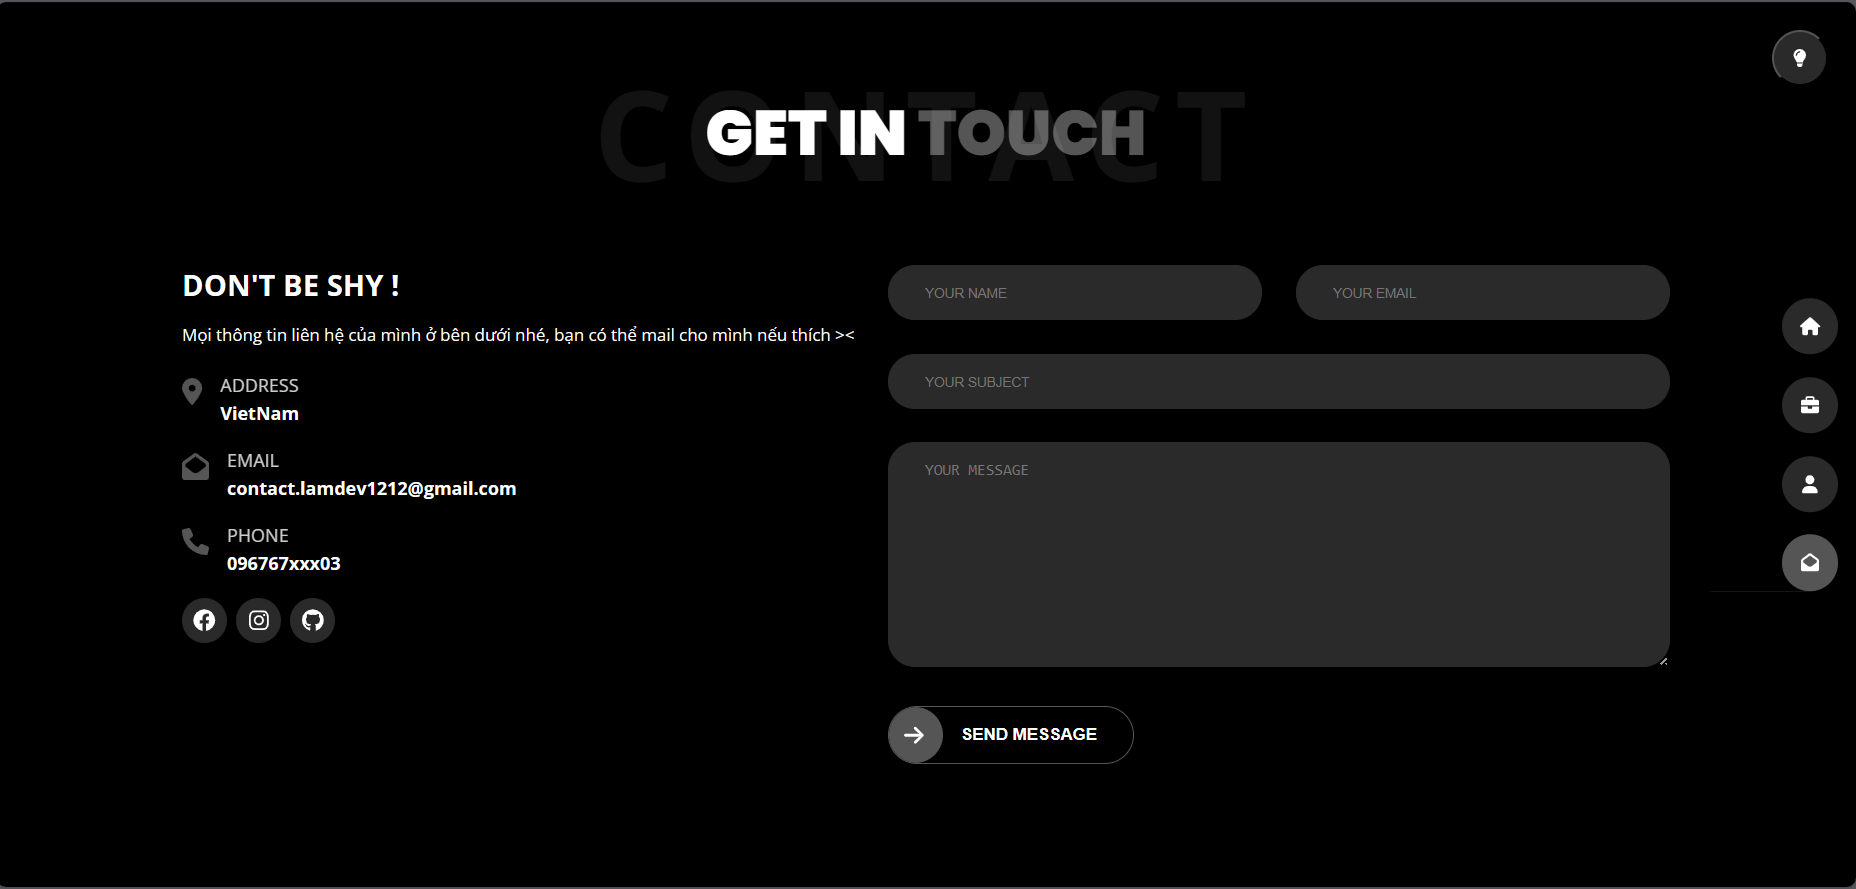 CONTACT
GET IN TOUCH
DON'T BE SHY !
Mọi thông tin liên hệ của mình ở bên dưới nhé, bạn có thể mail cho mình nếu thích ><
ADDRESS
VietNam
EMAIL
contact.lamdev1212@gmail.com
PHONE
096767xxx03
YOUR NAME
YOUR EMAIL
YOUR SUBJECT
YOUR MESSAGE
SEND MESSAGE